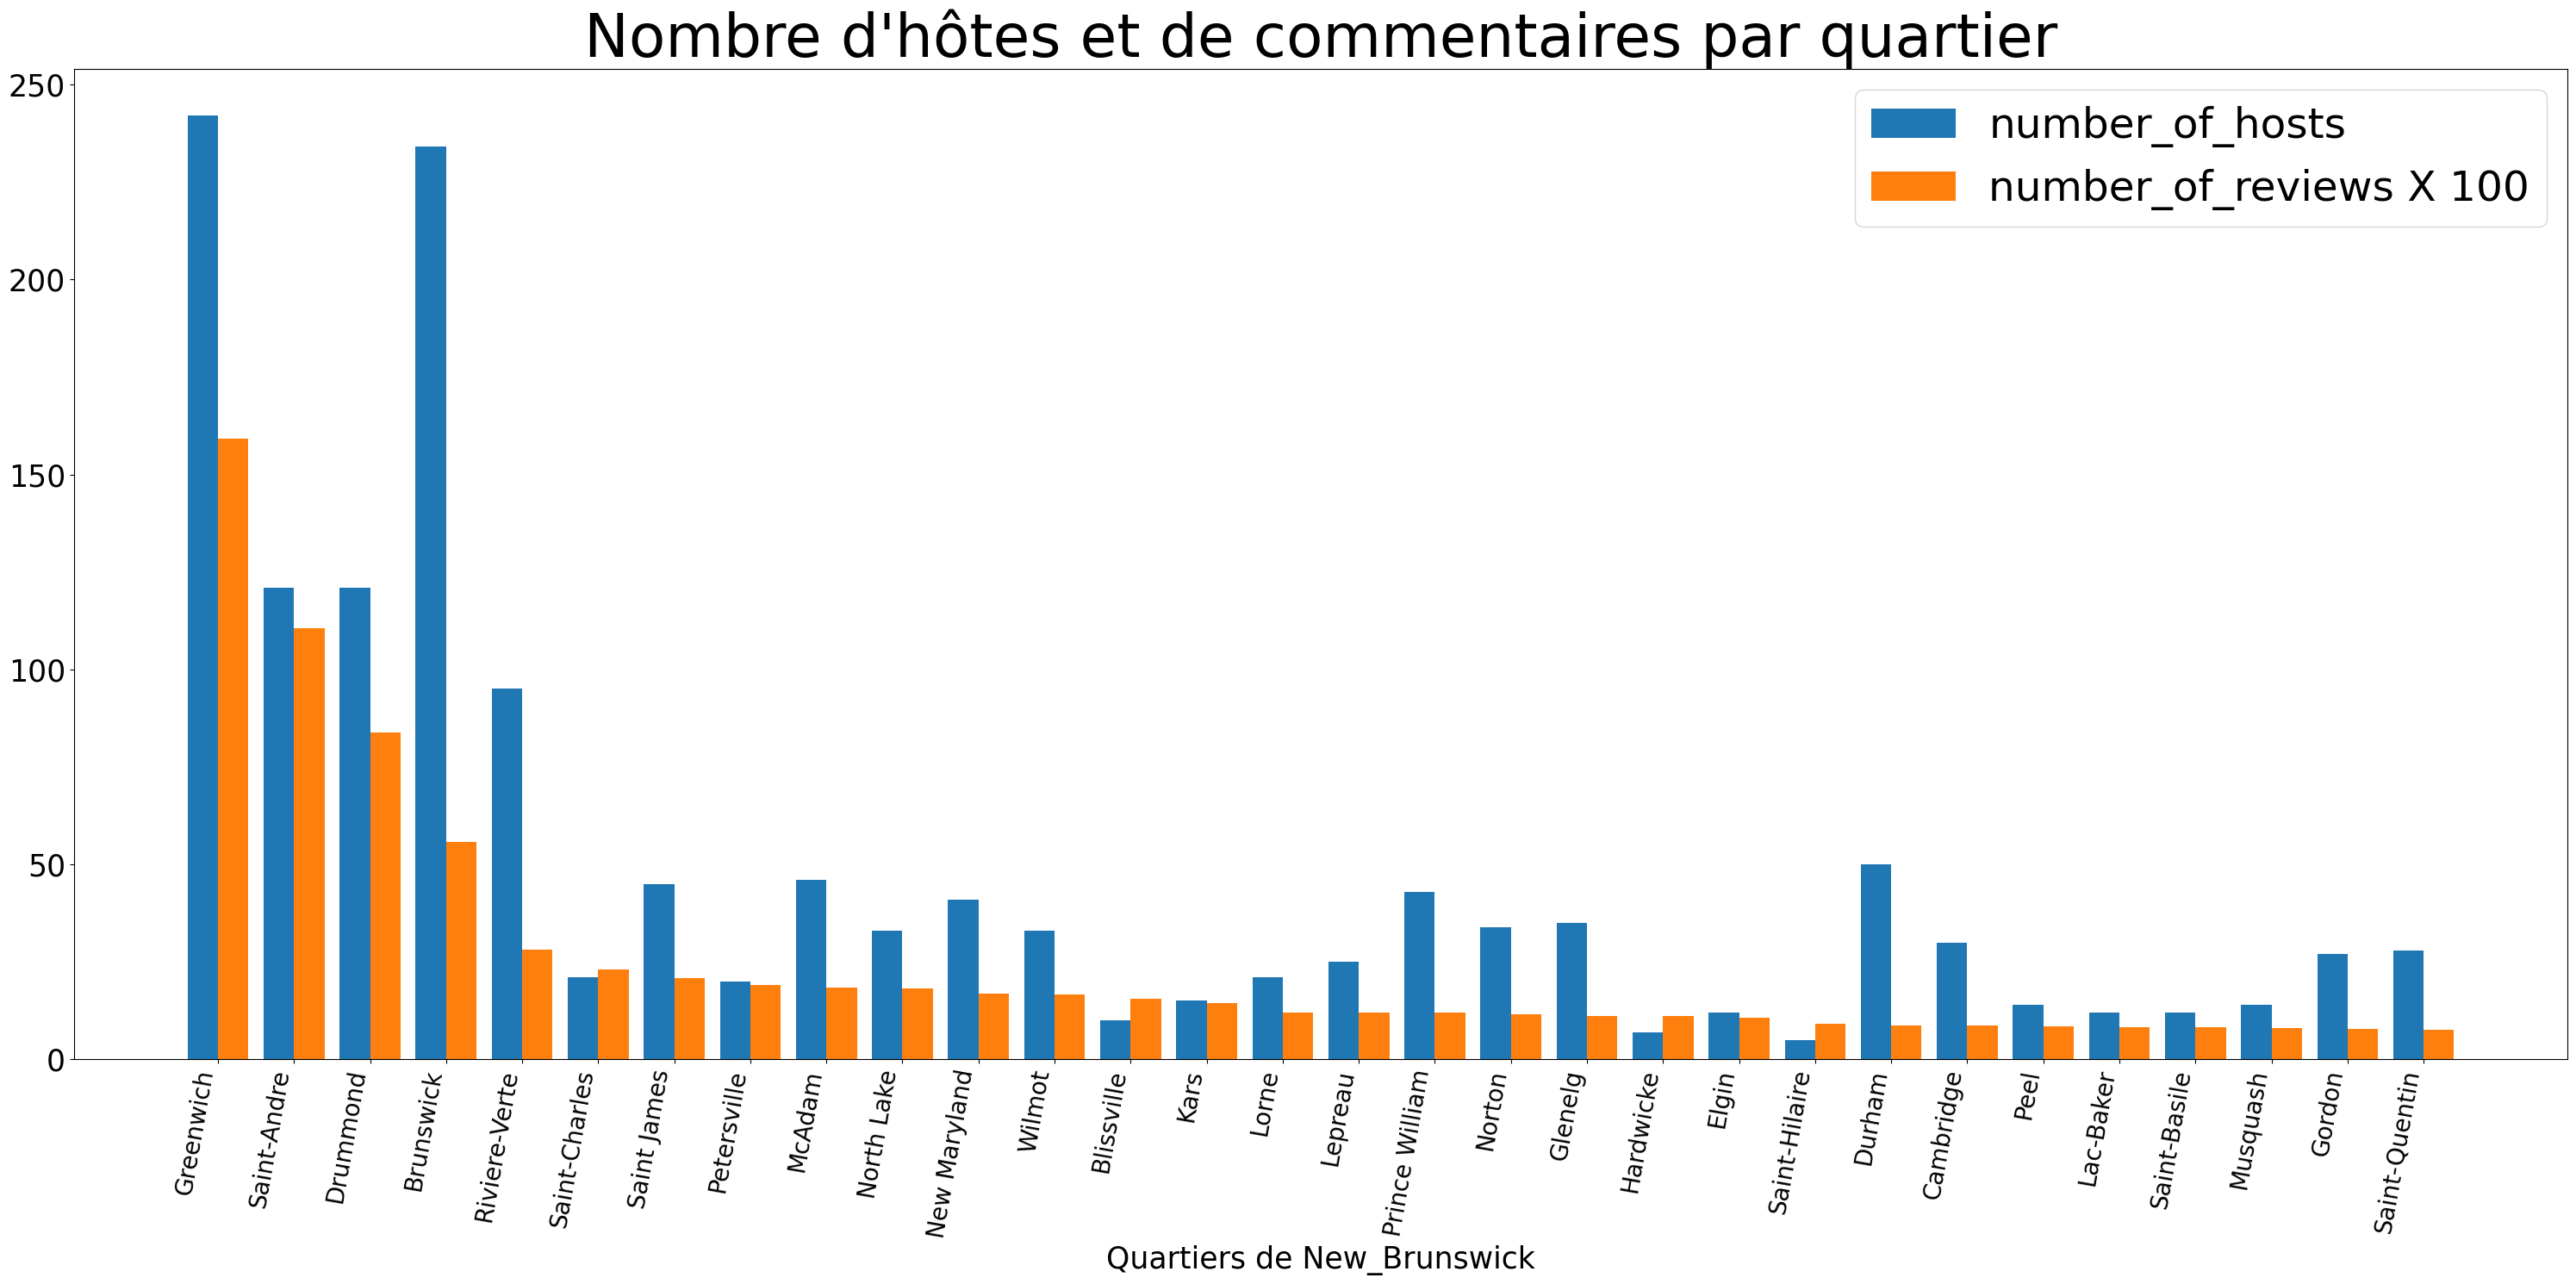 Nombre d'hôtes et de commentaires par quartier
250
200
150
100
50
0
number_of_hosts
number_of_reviews X 100
Greenwich
Saint-Andre
Drummond
Brunswick
Riviere-Verte
Saint-Charles
Saint James
Petersville
McAdam
North Lake
New Maryland
Wilmot
Blissville
Kars
Lorne
Lepreau
Prince William
Norton
Glenelg
Hardwicke
Elgin
Saint-Hilaire
Durham
Cambridge
Peel
Lac-Baker
Saint-Basile
Musquash
Gordon
Saint-Quentin
Quartiers de New_Brunswick